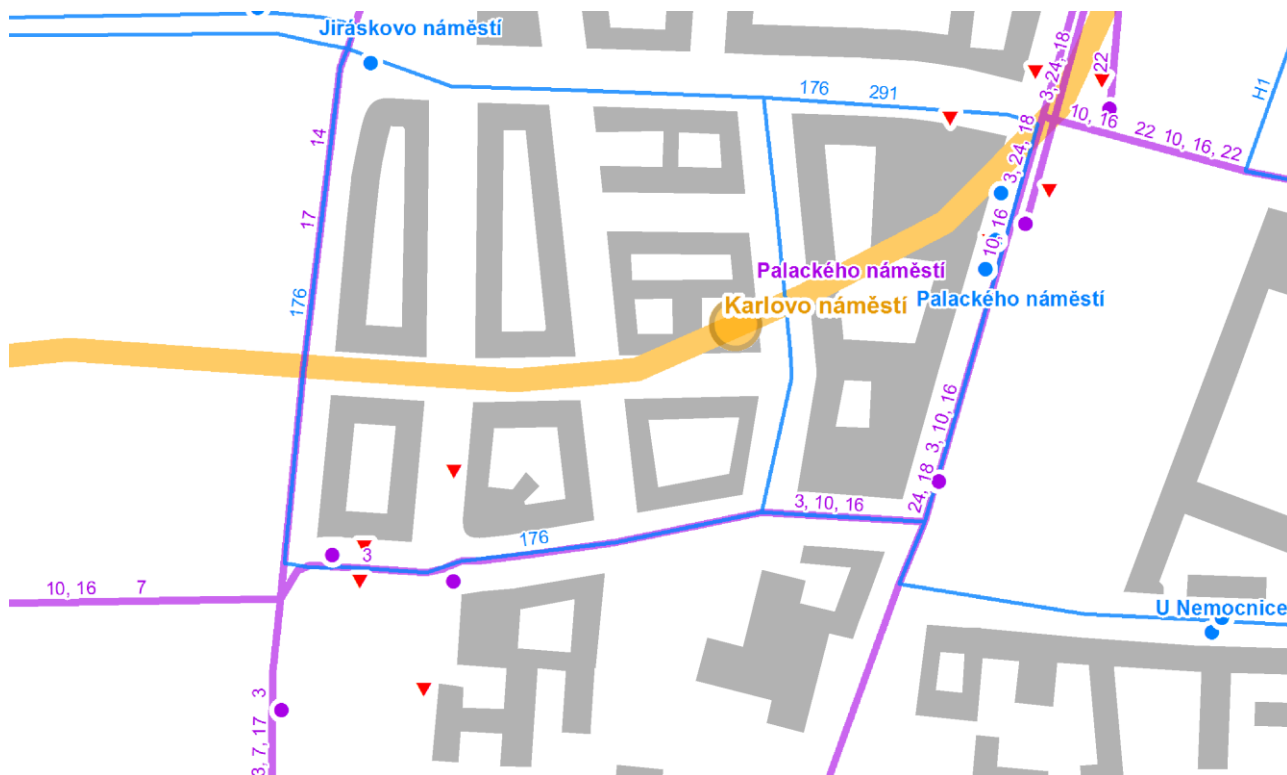 Jiráskovo náměstí
3, 24, 18
22
H1
176
291
10, 16
22
10, 16, 22
14
3, 24, 18
17
10, 16
Palackého náměstí
176
Karlovo náměstí
Palackého náměstí
3, 10, 16
24, 18
3, 10, 16
176
3
10, 16
7
U Nemocnice
3
3, 7, 17